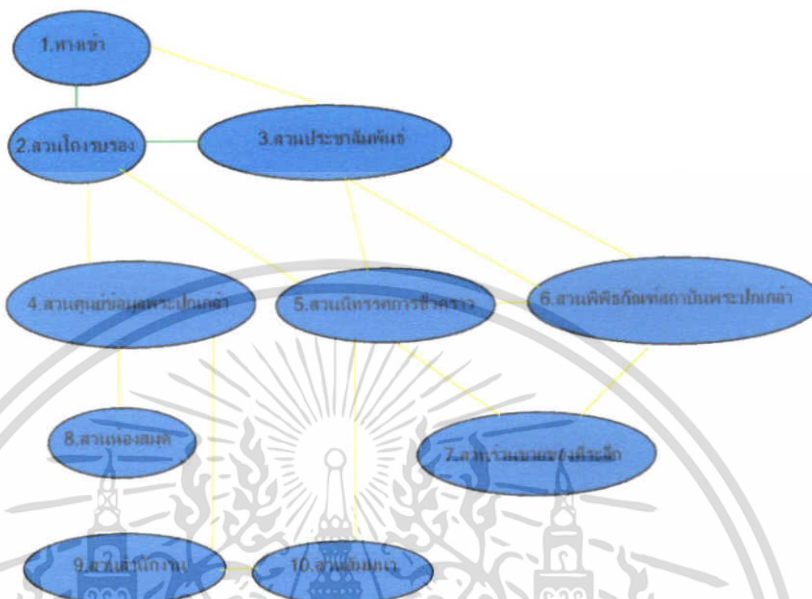 1.ทางเข้า
2.ส่วนโถงรบรอง
3.ส่วนประชาสัมพันธ์
4.ส่วนศูนย์ข้อมูลพระปกเกล้า
5.ส่วนนิทรรศการชั่วคราว
6.ส่วนพิพิธภัณฑ์สถาบันพระปกเกล้า
8.ส่วนห้องสมุด
7.ส่วนร้านขายของที่ระลึก
9.ส่วนสำนักงาน
10.ส่วนสัมมนา